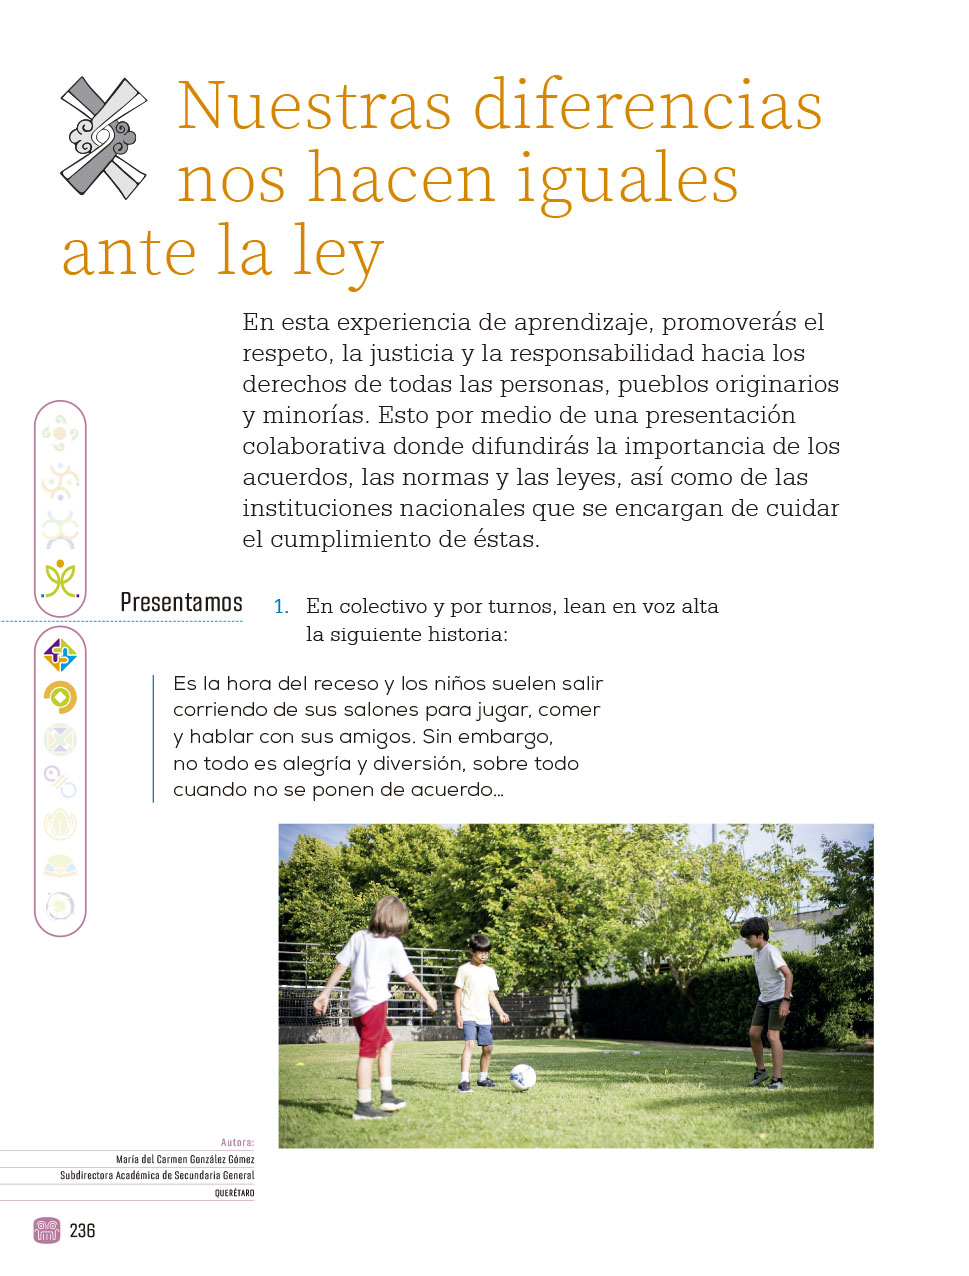 Nuestras diferencias
nos hacen iguales
ante la ley
En esta experiencia de aprendizaje, promoverás el
respeto, la justicia y la responsabilidad hacia los
derechos de todas las personas, pueblos originarios
y minorías. Esto por medio de una presentación
colaborativa donde difundirás la importancia de los
acuerdos, las normas y las leyes, así como de las
instituciones nacionales que se encargan de cuidar
el cumplimiento de éstas.
Presentamos
1. En colectivo y por turnos, lean en voz alta
la siguiente historia:
Es la hora del receso y los niños suelen salir
corriendo de sus salones para jugar, comer
y hablar con sus amigos. Sin embargo,
no todo es alegría y diversión, sobre todo
cuando no se ponen de acuerdo...
Autora:
María del Carmen González Gómez
Subdirectora Académica de Secundaria General
QUERÉTARO
236